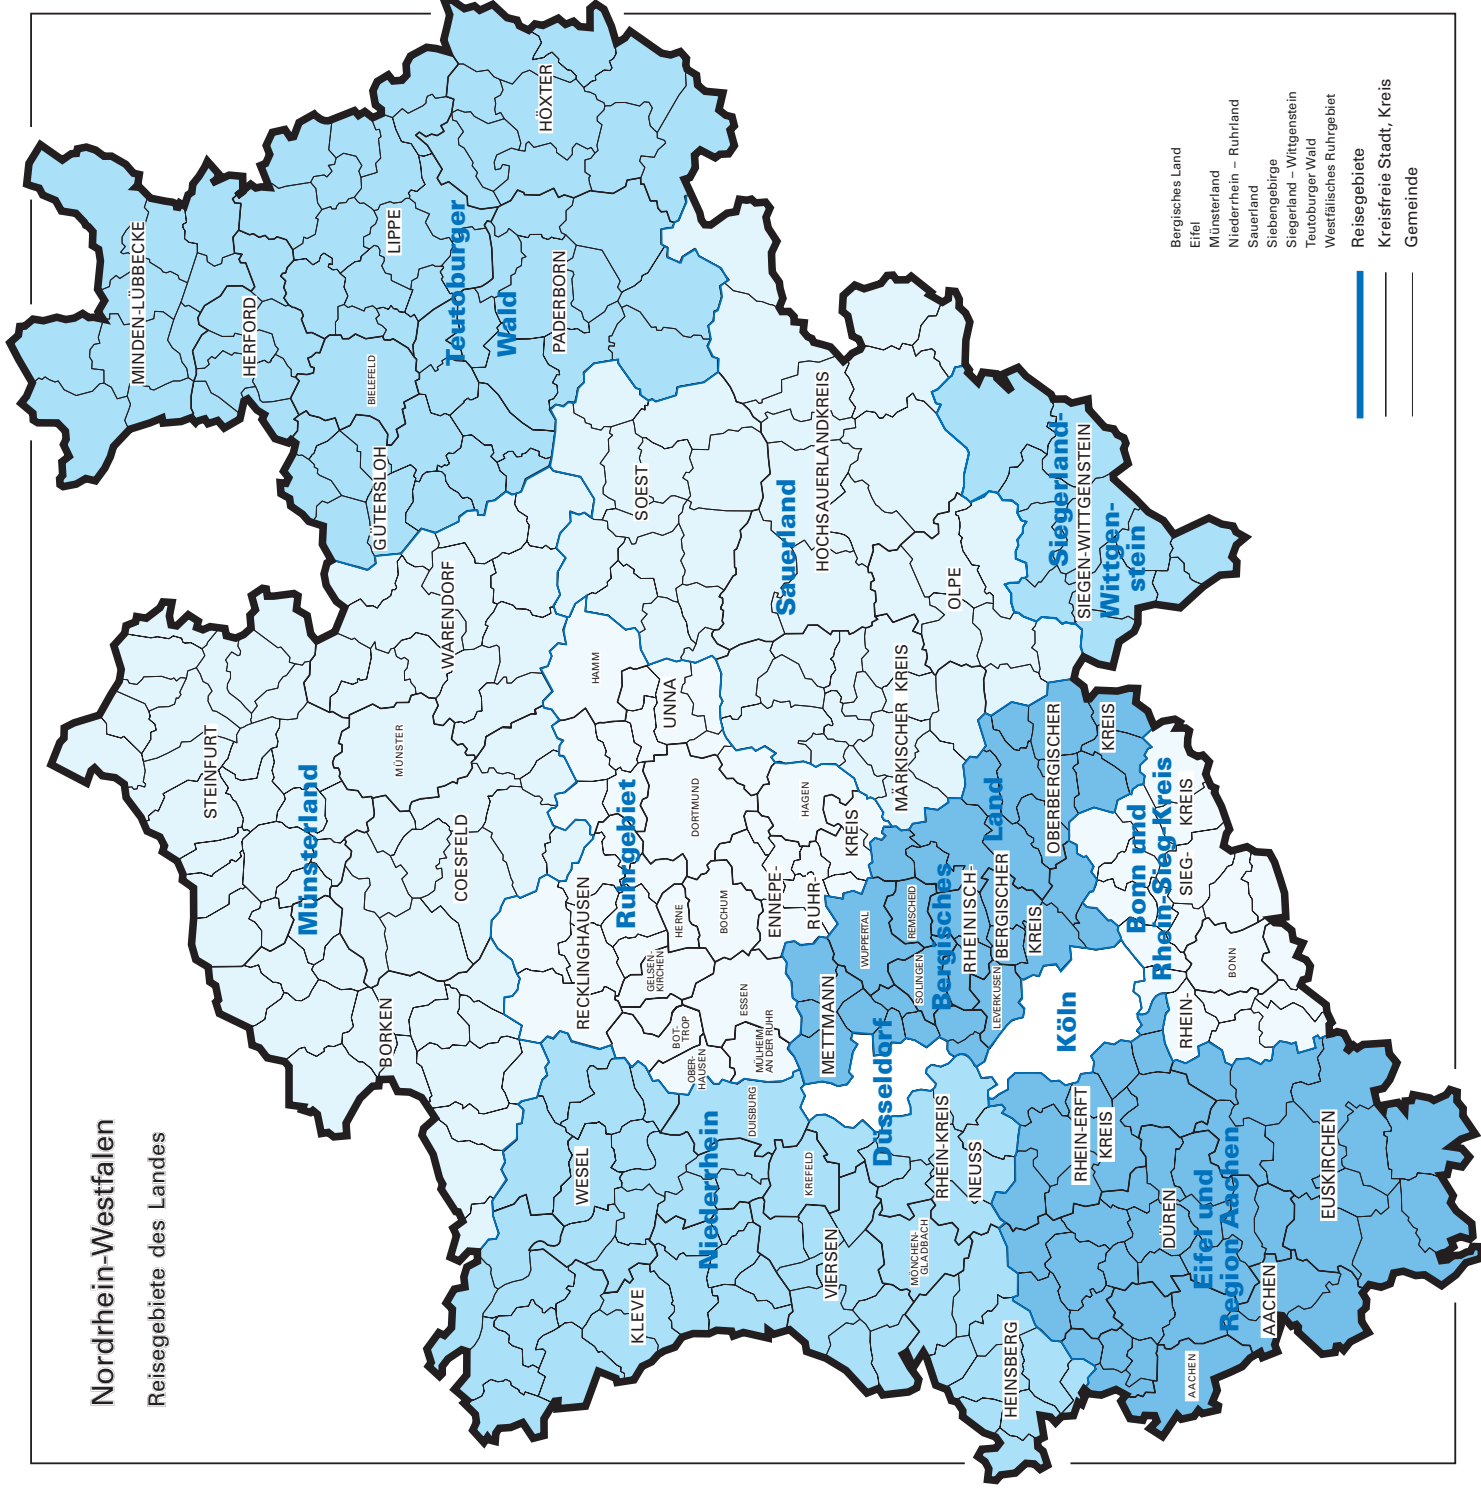 Nordrhein-Westfalen
Reisegebiete des Landes
STEINFURT
Münsterland
MÜNSTER
BORKEN
COESFELD
WARENDORF
MINDEN-LÜBBECKE
HERFORD
BIELEFELD
GÜTERSLOH
LIPPE
Teutoburger
Wald
HÖXTER
PADERBORN
KLEVE
WESEL
Niederrhein
DUISBURG
KREFELD
VIERSEN
MÖNCHEN-
GLADBACH
RHEIN-KREIS
NEUSS
HEINSBERG
RECKLINGHAUSEN
Ruhrgebiet
HAMM
UNNA
DORTMUND
GELSEN-
KIRCHEN
HERNE
BOCHUM
BOT-
TROP
OBER-
HAUSEN
ESSEN
MÜLHEIM
AN DER RUHR
HAGEN
ENNEPE-
RUHR-
KREIS
SOEST
Sauerland
HOCHSAUERLANDKREIS
MÄRKISCHER KREIS
OLPE
Siegerland-
SIEGEN-WITTGENSTEIN
Wittgen-
stein
METTMANN
Düsseldorf
WUPPERTAL
REMSCHEID
SOLINGEN
Bergisches
Land
RHEINISCH-
BERGISCHER
KREIS
LEVERKUSEN
OBERBERGISCHER
KREIS
Köln
Bonn und
Rhein-Sieg-Kreis
RHEIN-
SIEG-
KREIS
BONN
RHEIN-ERFT
KREIS
DÜREN
Eifel und
Region Aachen
AACHEN
AACHEN
EUSKIRCHEN
Bergisches Land
Eifel
Münsterland
Niederrhein – Ruhrland
Sauerland
Siebengebirge
Siegerland – Wittgenstein
Teutoburger Wald
Westfälisches Ruhrgebiet
Reisegebiete
Kreisfreie Stadt, Kreis
Gemeinde